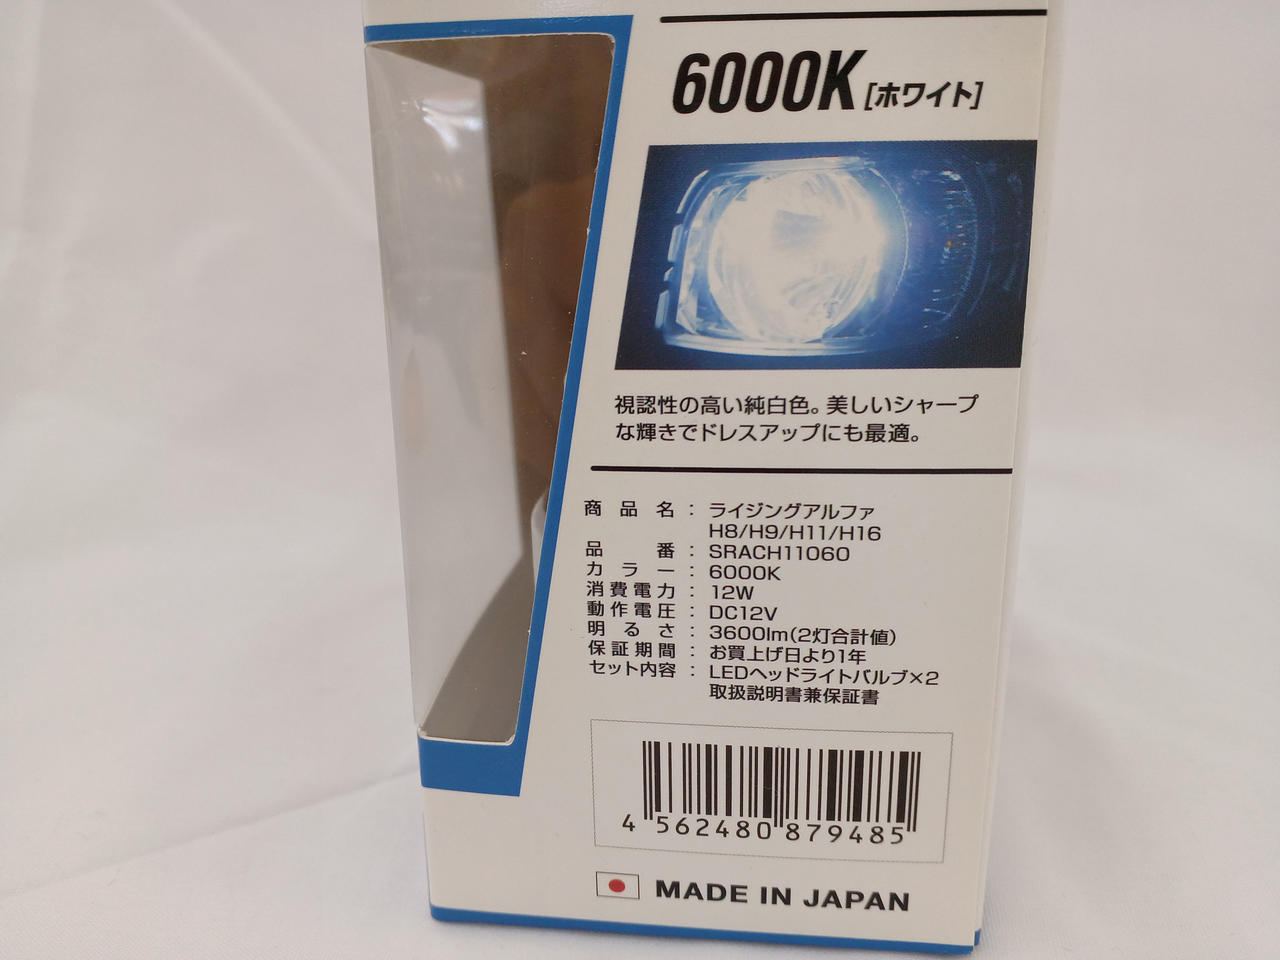 6000K [ホワイト]
視認性の高い純白色。美しいシャープ
な輝きでドレスアップにも最適。
商品名：ライジングアルファ
H8/H9/H11/H16
品番：SRACH11060
カラー：6000K
消費電力：12W
動作電圧：DC12V
明るさ：3600lm(2灯合計値)
保証期間：お買上げ日より1年
セット内容：LEDヘッドライトバルブ×2
取扱説明書兼保証書
4 562480 879485
MADE IN JAPAN